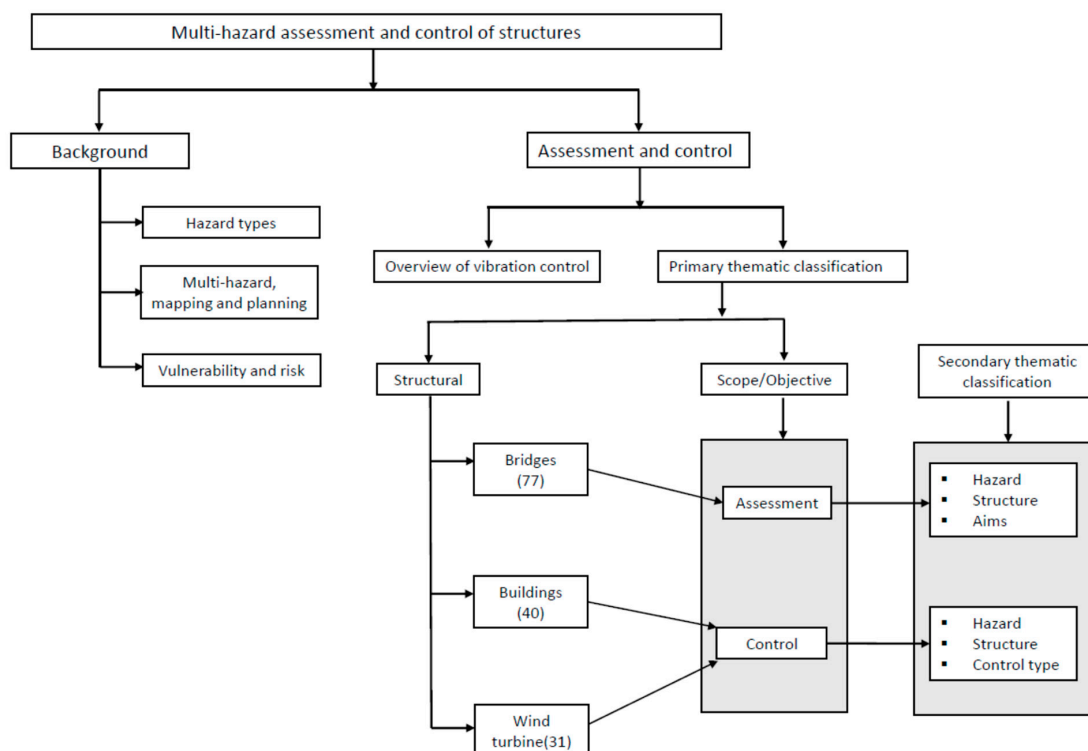 Multi-hazard assessment and control of structures
Background
Assessment and control
Hazard types
Multi-hazard,
mapping and planning
Vulnerability and risk
Overview of vibration control
Primary thematic classification
Structural
Scope/Objective
Secondary thematic
classification
Bridges
(77)
Assessment
▪ Hazard
▪ Structure
▪ Aims
Buildings
(40)
Control
▪ Hazard
▪ Structure
▪ Control type
Wind
turbine(31)